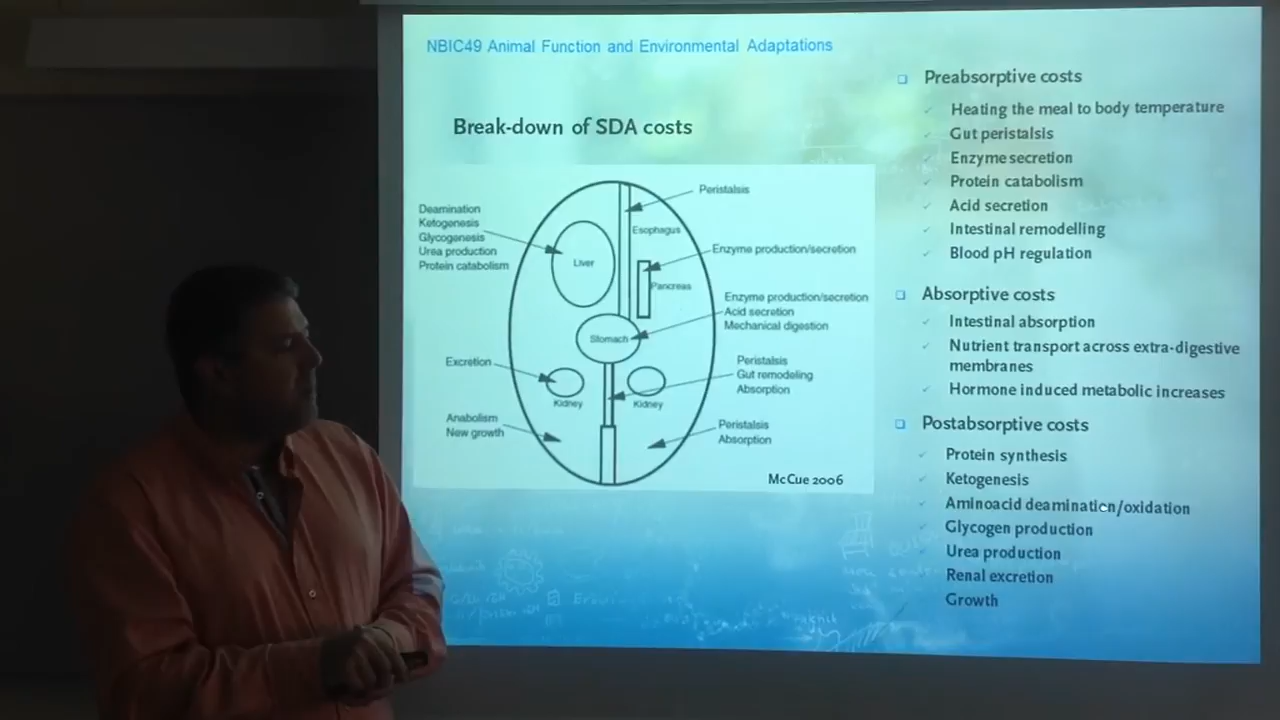 NBIC49 Animal Function and Environmental Adaptations
Break-down of SDA costs
Deamination
Ketogenesis
Glycogenesis
Urea production
Protein catabolism
Excretion
Anabolism
New growth
Liver
Esophagus
Pancreas
Stomach
Kidney
Kidney
Peristalsis
Enzyme production/secretion
Enzyme production/secretion
Acid secretion
Mechanical digestion
Peristalsis
Gut remodeling
Absorption
Peristalsis
Absorption
McCue 2006
Preabsorptive costs
Heating the meal to body temperature
Gut peristalsis
Enzyme secretion
Protein catabolism
Acid secretion
Intestinal remodelling
Blood pH regulation
Absorptive costs
Intestinal absorption
Nutrient transport across extra-digestive
membranes
Hormone induced metabolic increases
Postabsorptive costs
Protein synthesis
Ketogenesis
Aminoacid deamination/oxidation
Glycogen production
Urea production
Renal excretion
Growth